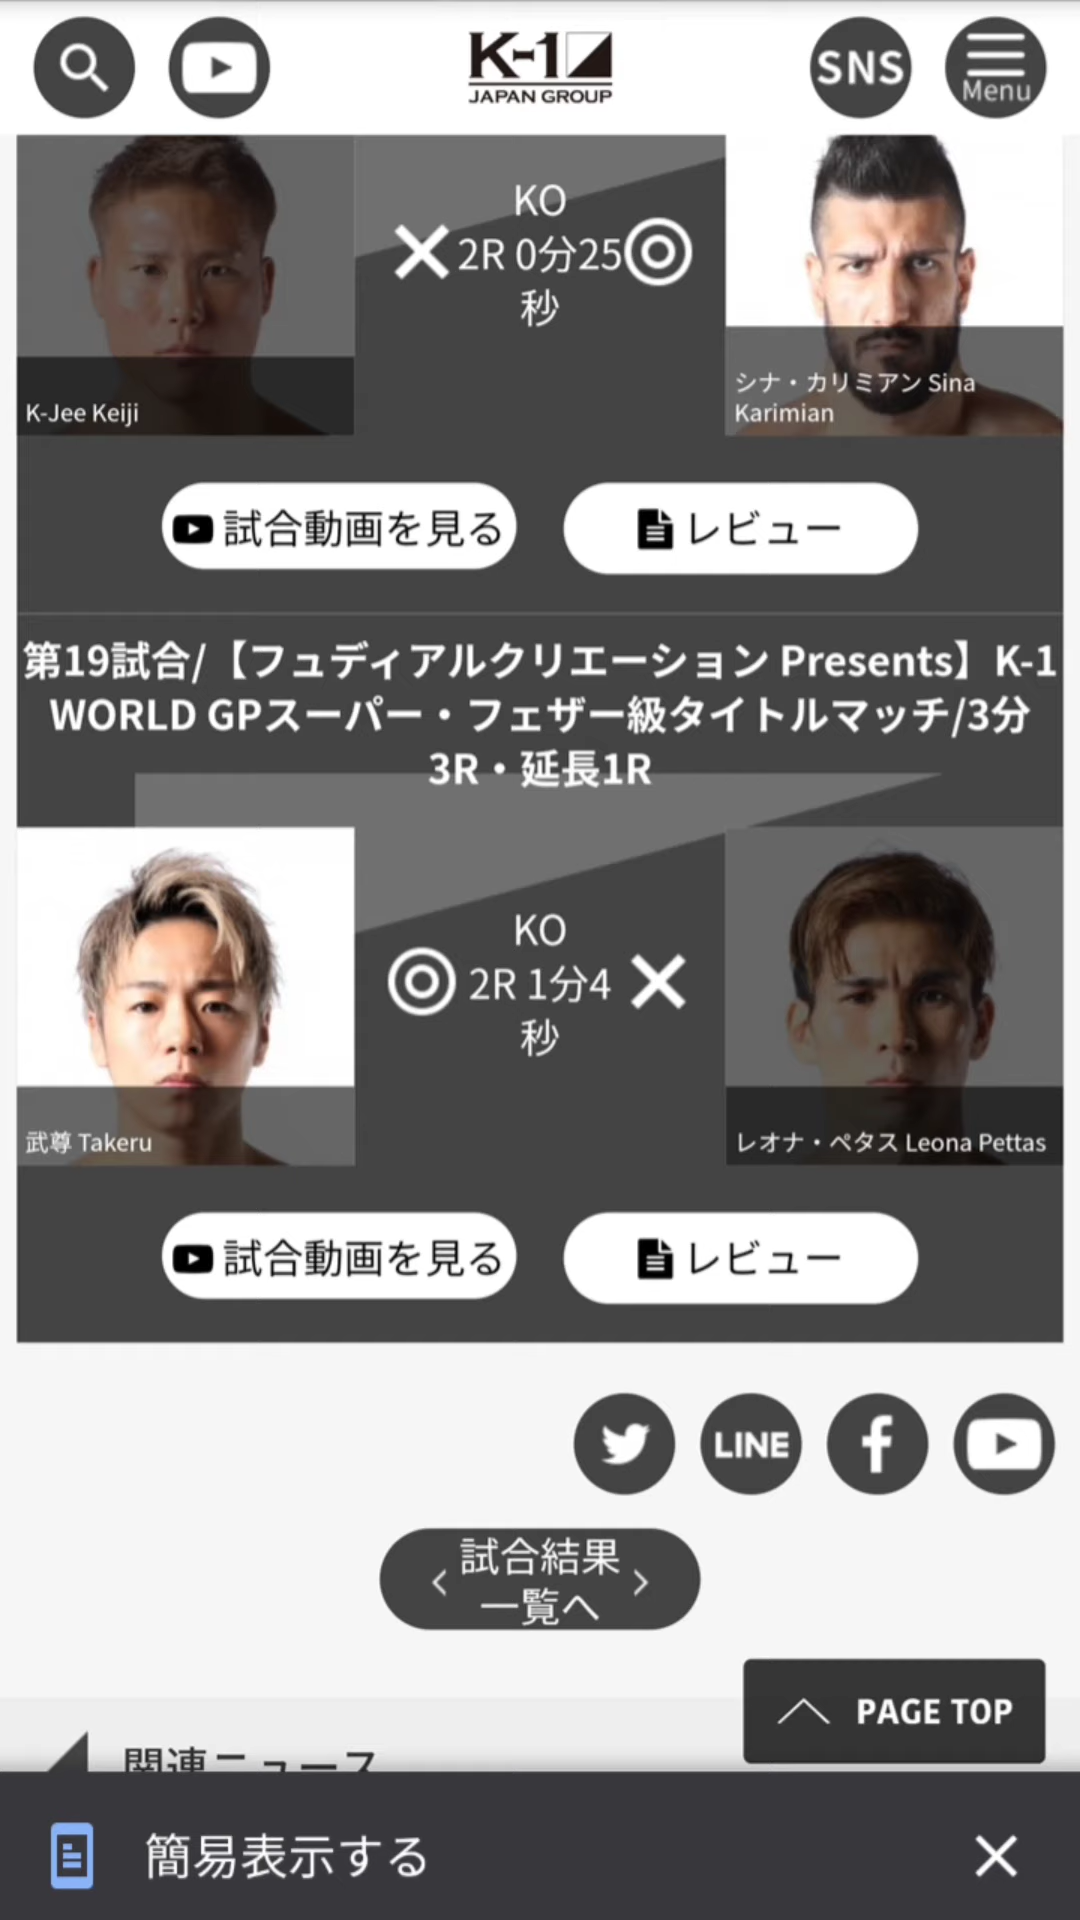 K-1
JAPAN GROUP
SNS
Menu
KO
2R 0分25
秒
K-Jee Keiji
シナ・カリミアン Sina
Karimian
試合動画を見る
レビュー
第19試合/【フュディアルクリエーション Presents】K-1
WORLD GPスーパー・フェザー級タイトルマッチ/3分
3R・延長1R
KO
2R 1分4
秒
武尊 Takeru
レオナ・ペタス Leona Pettas
試合動画を見る
レビュー
LINE
試合結果
一覧へ
PAGE TOP
関連ニュース
簡易表示する